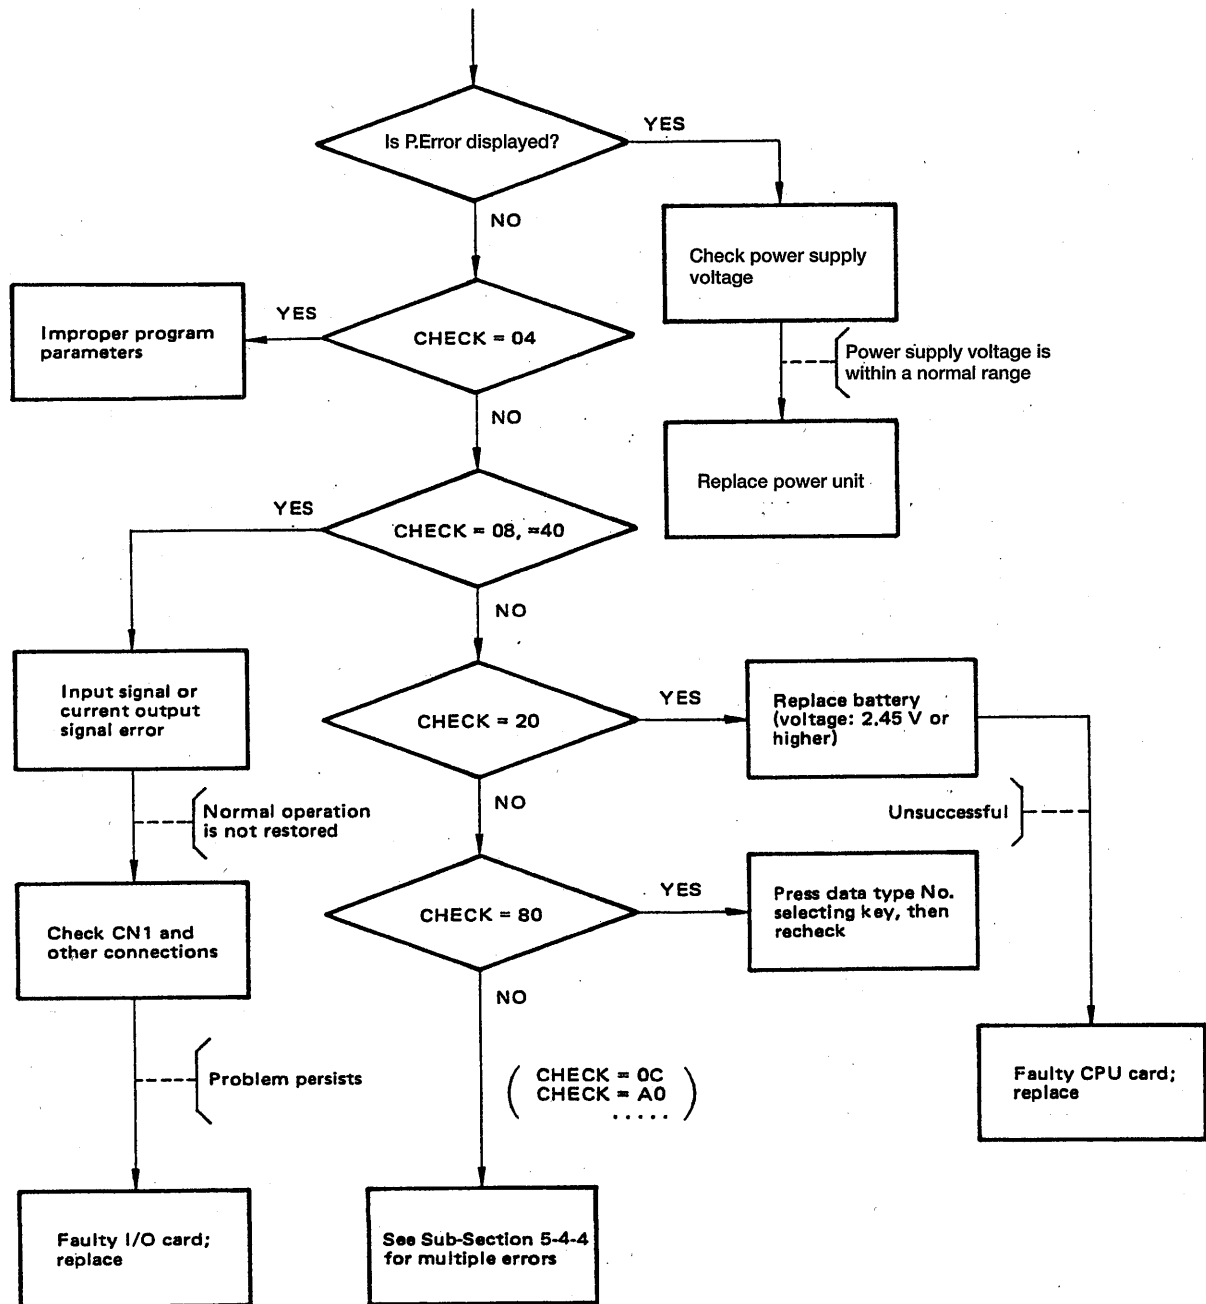 Is P.Error displayed?
YES
NO
Check power supply
voltage
YES
Improper program
parameters
CHECK = 04
Power supply voltage is
within a normal range
NO
Replace power unit
YES
CHECK = 08, =40
NO
Input signal or
current output
signal error
CHECK = 20
YES
Replace battery
(voltage: 2.45 V or
higher)
Normal operation
is not restored
NO
Unsuccessful
Check CN1 and
other connections
CHECK = 80
YES
Press data type No.
selecting key, then
recheck
NO
Problem persists
CHECK = 0C
CHECK = A0
.....
Faulty CPU card;
replace
Faulty I/O card;
replace
See Sub-Section 5-4-4
for multiple errors